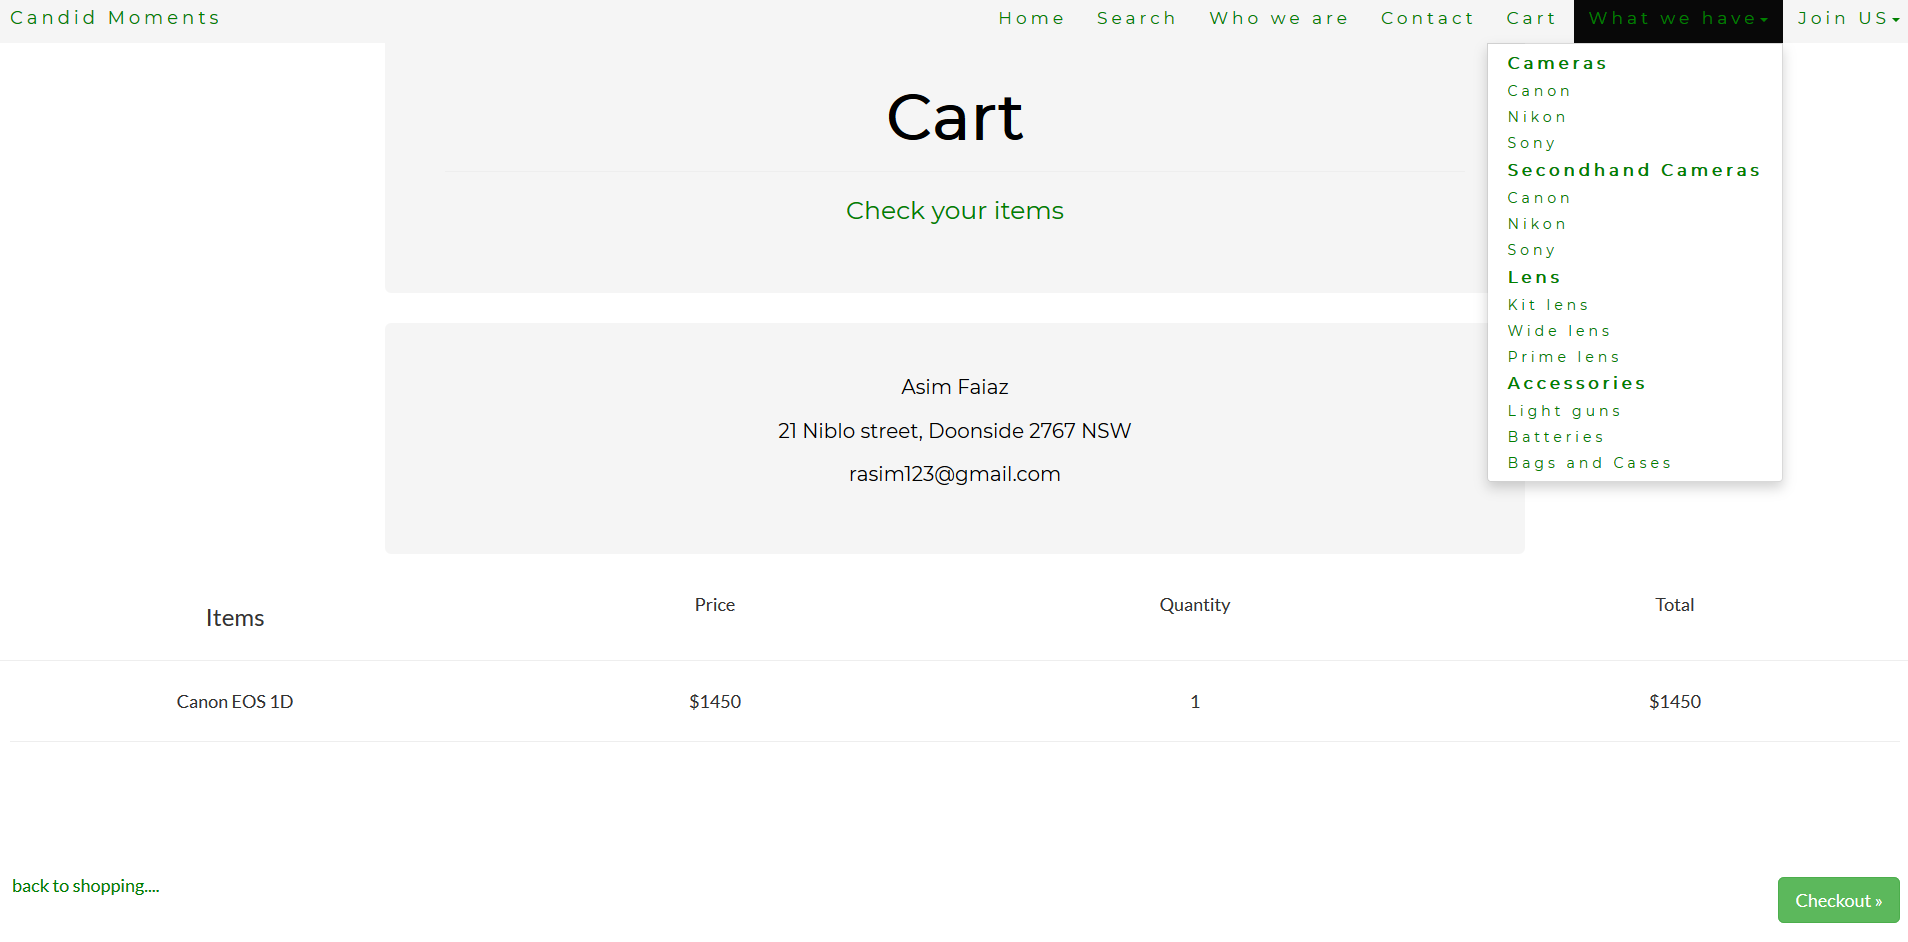 Candid Moments
Home Search Who we are Contact Cart What we have Join US
Cameras
Canon
Nikon
Sony
Secondhand Cameras
Canon
Nikon
Sony
Lens
Kit lens
Wide lens
Prime lens
Accessories
Light guns
Batteries
Bags and Cases
Cart
Check your items
Asim Faiaz
21 Niblo street, Doonside 2767 NSW
rasim123@gmail.com
Items Price Quantity Total
Canon EOS 1D $1450 1 $1450
back to shopping....
Checkout »